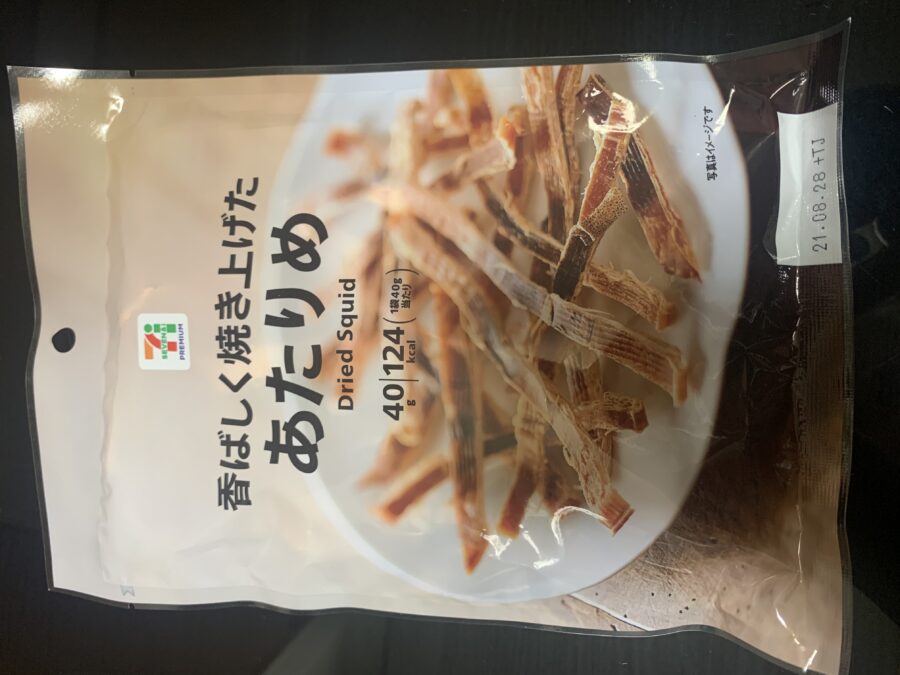 SEVEN&i
PREMIUM
香ばしく焼き上げた
あたりめ
Dried Squid
40g 124kcal (1袋40g当たり)
写真はイメージです
21.08.28+TJ